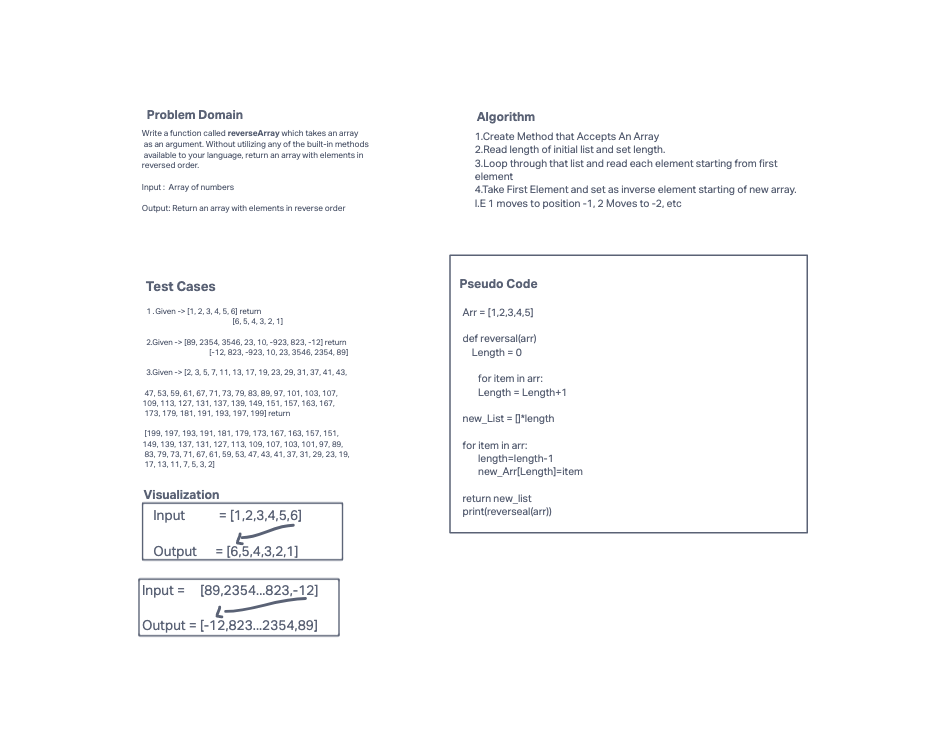 Problem Domain
Write a function called reverseArray which takes an array
as an argument. Without utilizing any of the built-in methods
available to your language, return an array with elements in
reversed order.
Input : Array of numbers
Output: Return an array with elements in reverse order
Algorithm
1.Create Method that Accepts An Array
2.Read length of initial list and set length.
3.Loop through that list and read each element starting from first
element
4.Take First Element and set as inverse element starting of new array.
I.E 1 moves to position -1, 2 Moves to -2, etc
Test Cases
1 . Given -> [1, 2, 3, 4, 5, 6] return
[6, 5, 4, 3, 2, 1]
2.Given -> [89, 2354, 3546, 23, 10, -923, 823, -12] return
[-12, 823, -923, 10, 23, 3546, 2354, 89]
3.Given -> [2, 3, 5, 7, 11, 13, 17, 19, 23, 29, 31, 37, 41, 43,
47, 53, 59, 61, 67, 71, 73, 79, 83, 89, 97, 101, 103, 107,
109, 113, 127, 131, 137, 139, 149, 151, 157, 163, 167,
173, 179, 181, 191, 193, 197, 199] return
[199, 197, 193, 191, 181, 179, 173, 167, 163, 157, 151,
149, 139, 137, 131, 127, 113, 109, 107, 103, 101, 97, 89,
83, 79, 73, 71, 67, 61, 59, 53, 47, 43, 41, 37, 31, 29, 23, 19,
17, 13, 11, 7, 5, 3, 2]
Visualization
Input = [1,2,3,4,5,6]
Output = [6,5,4,3,2,1]
Input = [89,2354...823,-12]
Output = [-12,823...2354,89]
Pseudo Code
Arr = [1,2,3,4,5]
def reversal(arr)
Length = 0
for item in arr:
Length = Length+1
new_List = []*length
for item in arr:
length=length-1
new_Arr[Length]=item
return new_list
print(reverseal(arr))